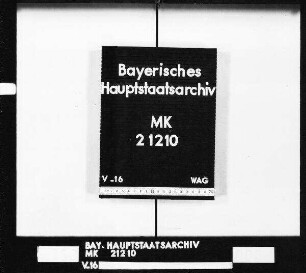 Bayerisches
Hauptstaatsarchiv
MK
21210
V-16 WAG
BAY. HAUPTSTAATSARCHIV
MK 21210
V-16